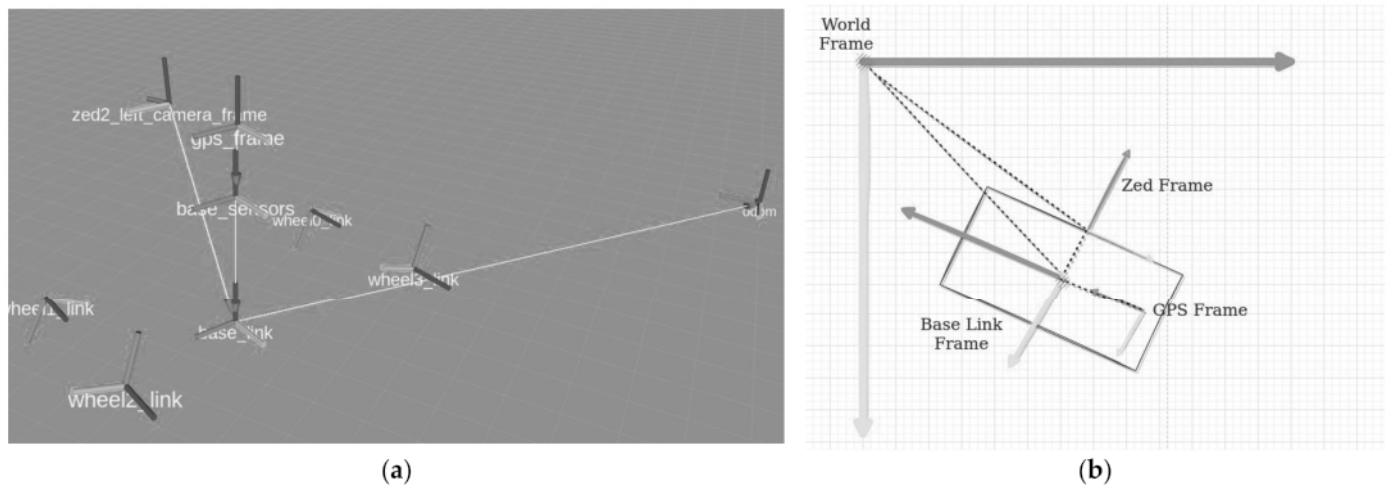 zed2_left_camera_frame
gps_frame
base_sensors
wheel0_link
odom
wheel3_link
wheel1_link
base_link
wheel2_link
(a)
World
Frame
Zed Frame
GPS Frame
Base Link
Frame
(b)